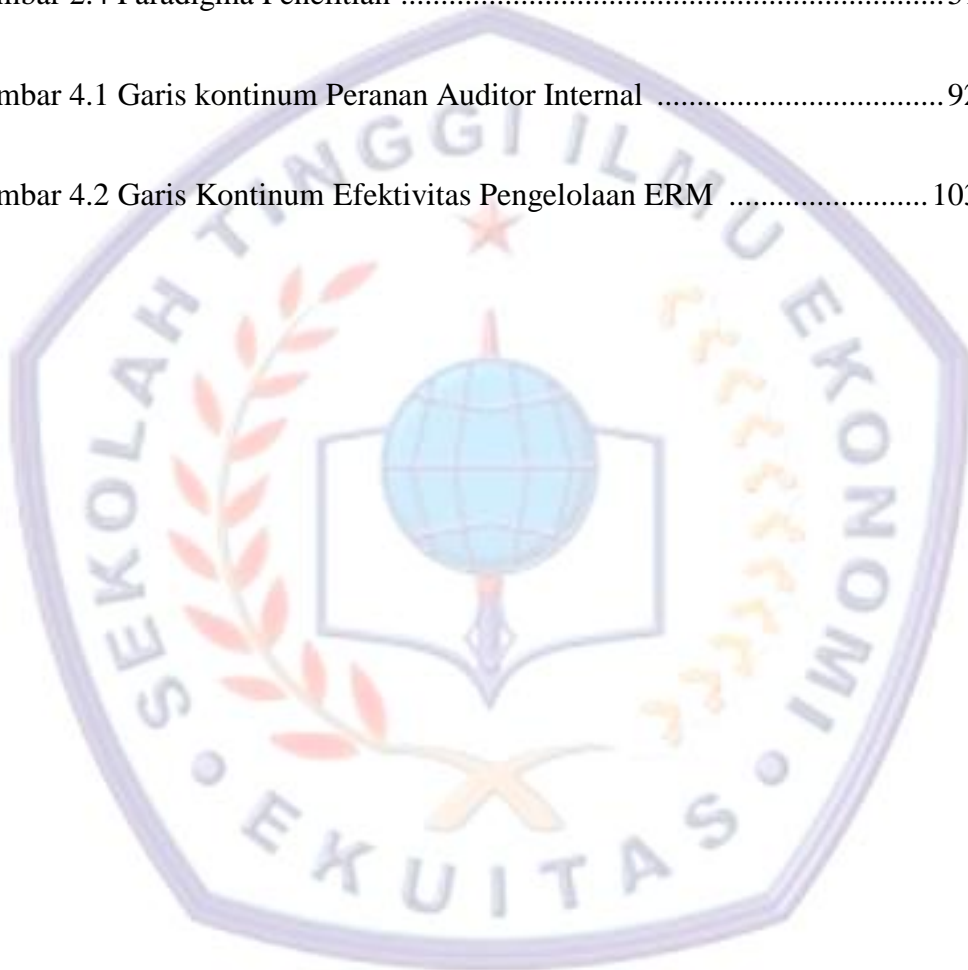 mbar 2.4 Paradigma Penelitian ....................................................................
mbar 4.1 Garis kontinum Peranan Auditor Internal ................................... 92
mbar 4.2 Garis Kontinum Efektivitas Pengelolaan ERM ........................ 103
SEKOLAH TINGGI ILMU EKONOMI
EKUITAS